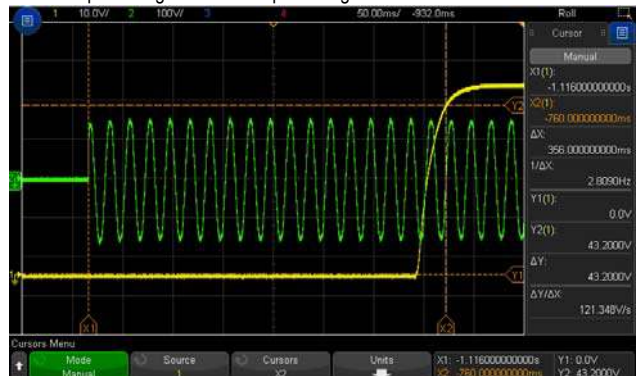 1 10.0V/ 2 100V/ 3 4 50.00ms/ -932.0ms Roll
Cursor
Manual
X1(1):
-1.116000000000s
X2(1):
-760.000000000ms
ΔX:
356.000000000ms
1/ΔX:
2.8090Hz
Y1(1):
0.0V
Y2(1):
43.2000V
ΔY:
43.2000V
ΔY/ΔX:
121.348V/s
Y2
Y1
X1 X2
Cursors Menu
Mode Source Cursors Units X1: -1.116000000000s Y1: 0.0V
Manual 1 X2 X2: -760.000000000ms Y2: 43.2000V